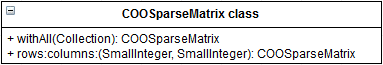 COOSparseMatrix class
+ withAll(Collection): COOSparseMatrix
+ rows:columns:(SmallInteger, SmallInteger): COOSparseMatrix